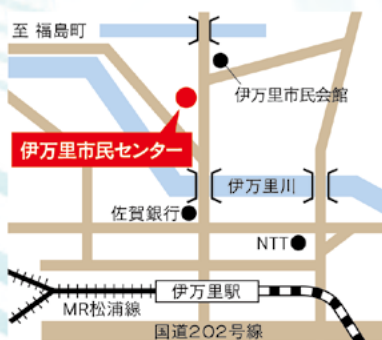 至 福島町
伊万里市民会館
伊万里市民センター
伊万里川
佐賀銀行
NTT
伊万里駅
MR松浦線
国道202号線